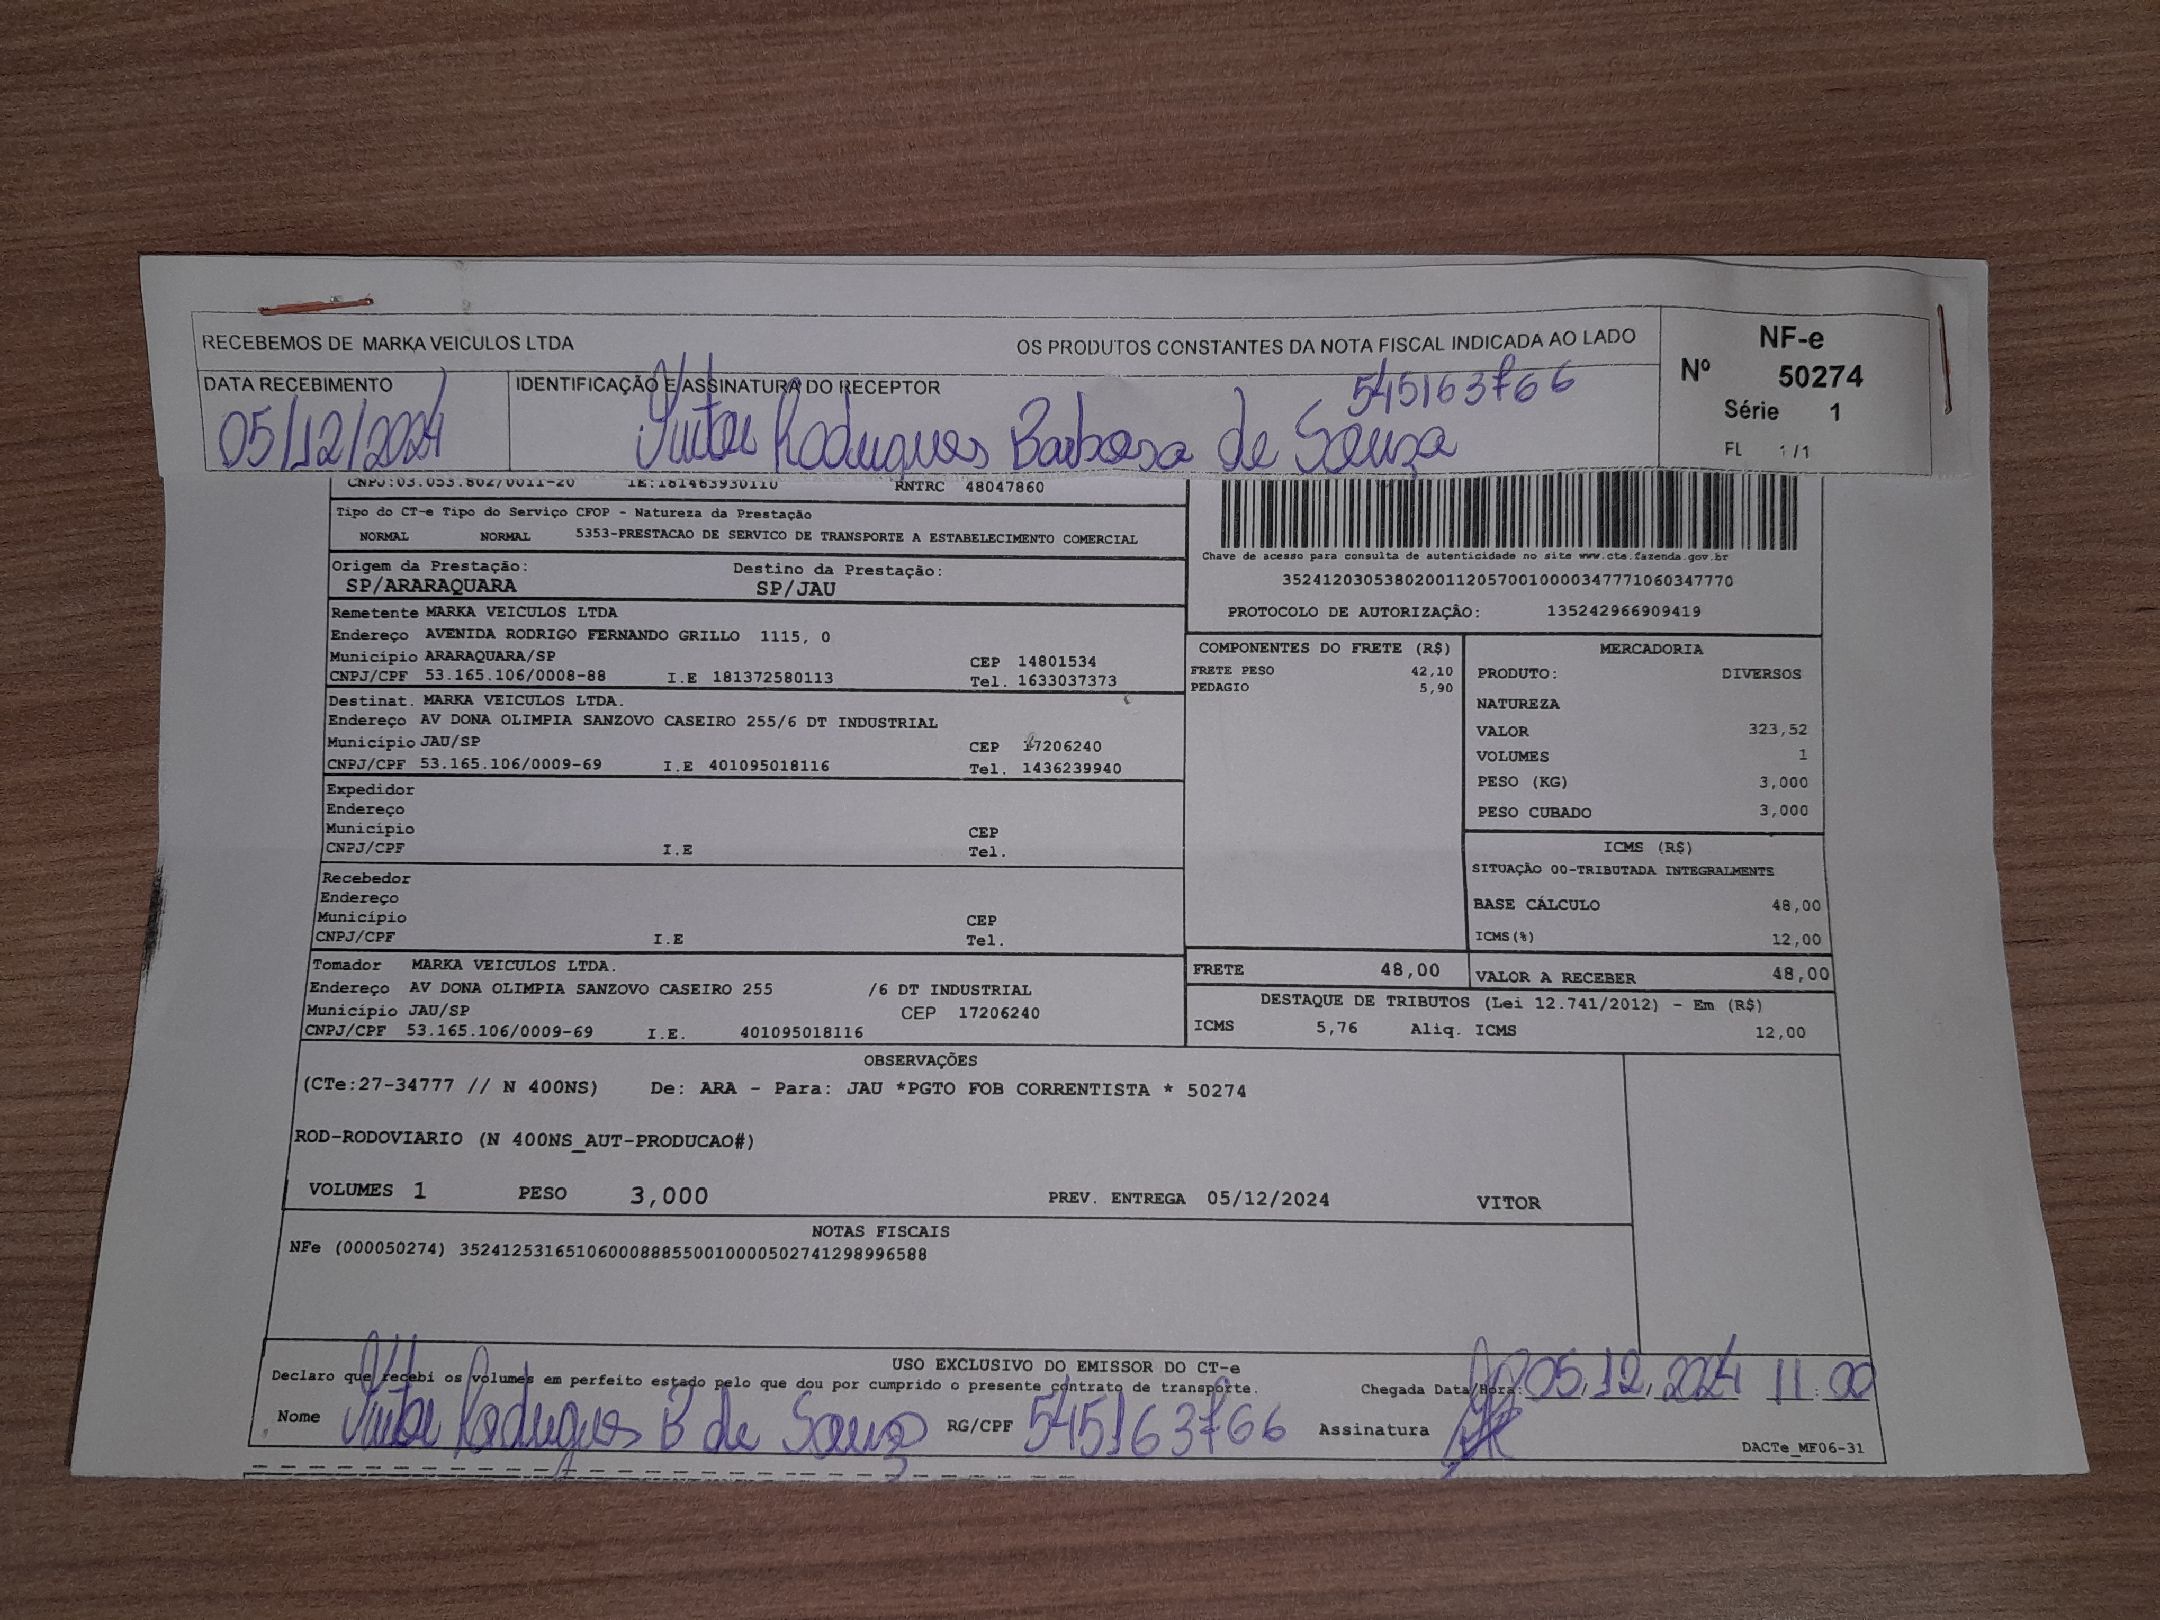 RECEBEMOS DE MARKA VEICULOS LTDA OS PRODUTOS CONSTANTES DA NOTA FISCAL INDICADA AO LADO
DATA RECEBIMENTO IDENTIFICAÇÃO E ASSINATURA DO RECEPTOR 545163766
05/12/2024 Vitor Rodrigues Barbosa de Souza
NF-e
Nº 50274
Série 1
FL 1/1
CNPJ:03.053.802/0011-20 IE:181463930110 RNTRC 48047860
Tipo do CT-e Tipo do Serviço CFOP - Natureza da Prestação
NORMAL NORMAL 5353-PRESTACAO DE SERVICO DE TRANSPORTE A ESTABELECIMENTO COMERCIAL
Origem da Prestação: Destino da Prestação:
SP/ARARAQUARA SP/JAU
Chave de acesso para consulta de autenticidade no site www.cte.fazenda.gov.br
35241203053802001120570010000347771060347770
PROTOCOLO DE AUTORIZAÇÃO: 135242966909419
Remetente MARKA VEICULOS LTDA
Endereço AVENIDA RODRIGO FERNANDO GRILLO 1115, 0
Município ARARAQUARA/SP CEP 14801534
CNPJ/CPF 53.165.106/0008-88 I.E 181372580113 Tel. 1633037373
Destinat. MARKA VEICULOS LTDA.
Endereço AV DONA OLIMPIA SANZOVO CASEIRO 255/6 DT INDUSTRIAL
Município JAU/SP CEP 17206240
CNPJ/CPF 53.165.106/0009-69 I.E 401095018116 Tel. 1436239940
Expedidor
Endereço
Município CEP
CNPJ/CPF I.E Tel.
Recebedor
Endereço
Município CEP
CNPJ/CPF I.E Tel.
Tomador MARKA VEICULOS LTDA.
Endereço AV DONA OLIMPIA SANZOVO CASEIRO 255 /6 DT INDUSTRIAL
Município JAU/SP CEP 17206240
CNPJ/CPF 53.165.106/0009-69 I.E. 401095018116
COMPONENTES DO FRETE (R$)
FRETE PESO 42,10
PEDAGIO 5,90
MERCADORIA
PRODUTO: DIVERSOS
NATUREZA
VALOR 323,52
VOLUMES 1
PESO (KG) 3,000
PESO CUBADO 3,000
ICMS (R$)
SITUAÇÃO 00-TRIBUTADA INTEGRALMENTE
BASE CÁLCULO 48,00
ICMS(%) 12,00
FRETE 48,00 VALOR A RECEBER 48,00
DESTAQUE DE TRIBUTOS (Lei 12.741/2012) - Em (R$)
ICMS 5,76 Aliq. ICMS 12,00
OBSERVAÇÕES
(CTe:27-34777 // N 400NS) De: ARA - Para: JAU *PGTO FOB CORRENTISTA * 50274
ROD-RODOVIARIO (N 400NS_AUT-PRODUCAO#)
VOLUMES 1 PESO 3,000 PREV. ENTREGA 05/12/2024 VITOR
NOTAS FISCAIS
NFe (000050274) 35241253165106000888550010000502741298996588
USO EXCLUSIVO DO EMISSOR DO CT-e
Declaro que recebi os volumes em perfeito estado pelo que dou por cumprido o presente contrato de transporte. Chegada Data/Hora: 05/12/2024 11:00
Nome Vitor Rodrigues B de Souza RG/CPF 545163766 Assinatura
DACTe_MF06-31